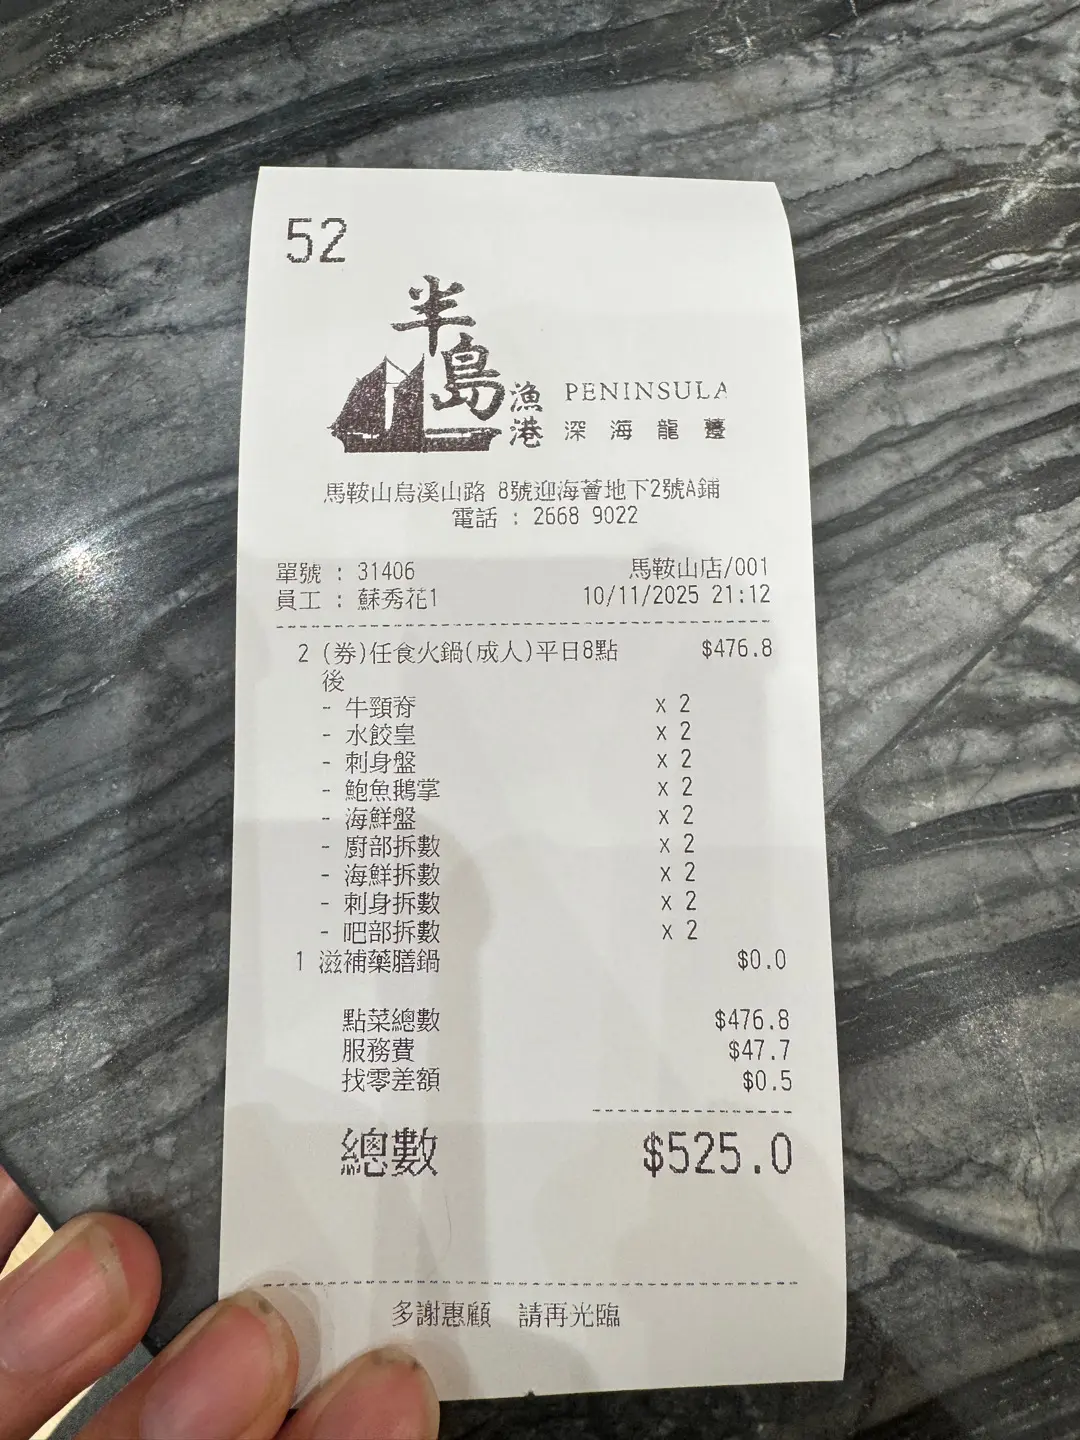 52
半島
漁港
PENINSULA
深海龍躉
馬鞍山烏溪山路 8號迎海薈地下2號A鋪
電話 : 2668 9022
單號 : 31406 馬鞍山店/001
員工 : 蘇秀花1 10/11/2025 21:12
2 (券)任食火鍋(成人)平日8點 $476.8
後
- 牛頸脊 x 2
- 水餃皇 x 2
- 刺身盤 x 2
- 鮑魚鵝掌 x 2
- 海鮮盤 x 2
- 廚部拆數 x 2
- 海鮮拆數 x 2
- 刺身拆數 x 2
- 吧部拆數 x 2
1 滋補藥膳鍋 $0.0
點菜總數 $476.8
服務費 $47.7
找零差額 $0.5
總數 $525.0
多謝惠顧 請再光臨